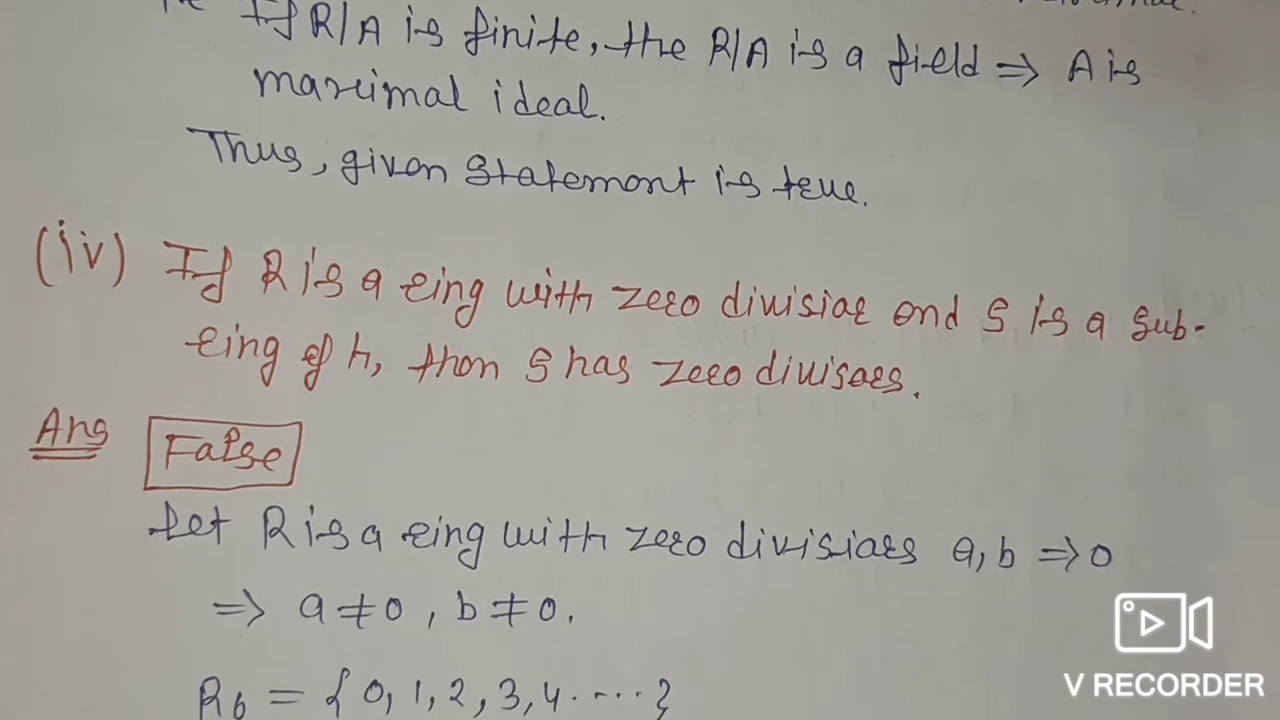 If R/A is finite, the R/A is a field ⇒ A is
maximal ideal.
Thus, given statement is true.
(iv) If R is a ring with zero divisiar and S is a sub-
ring of h, then S has zero divisors.
Ans False
Let R is a ring with zero divisiars a, b ⇒ 0
⇒ a ≠ 0, b ≠ 0.
R6 = { 0, 1, 2, 3, 4. .... }
V RECORDER